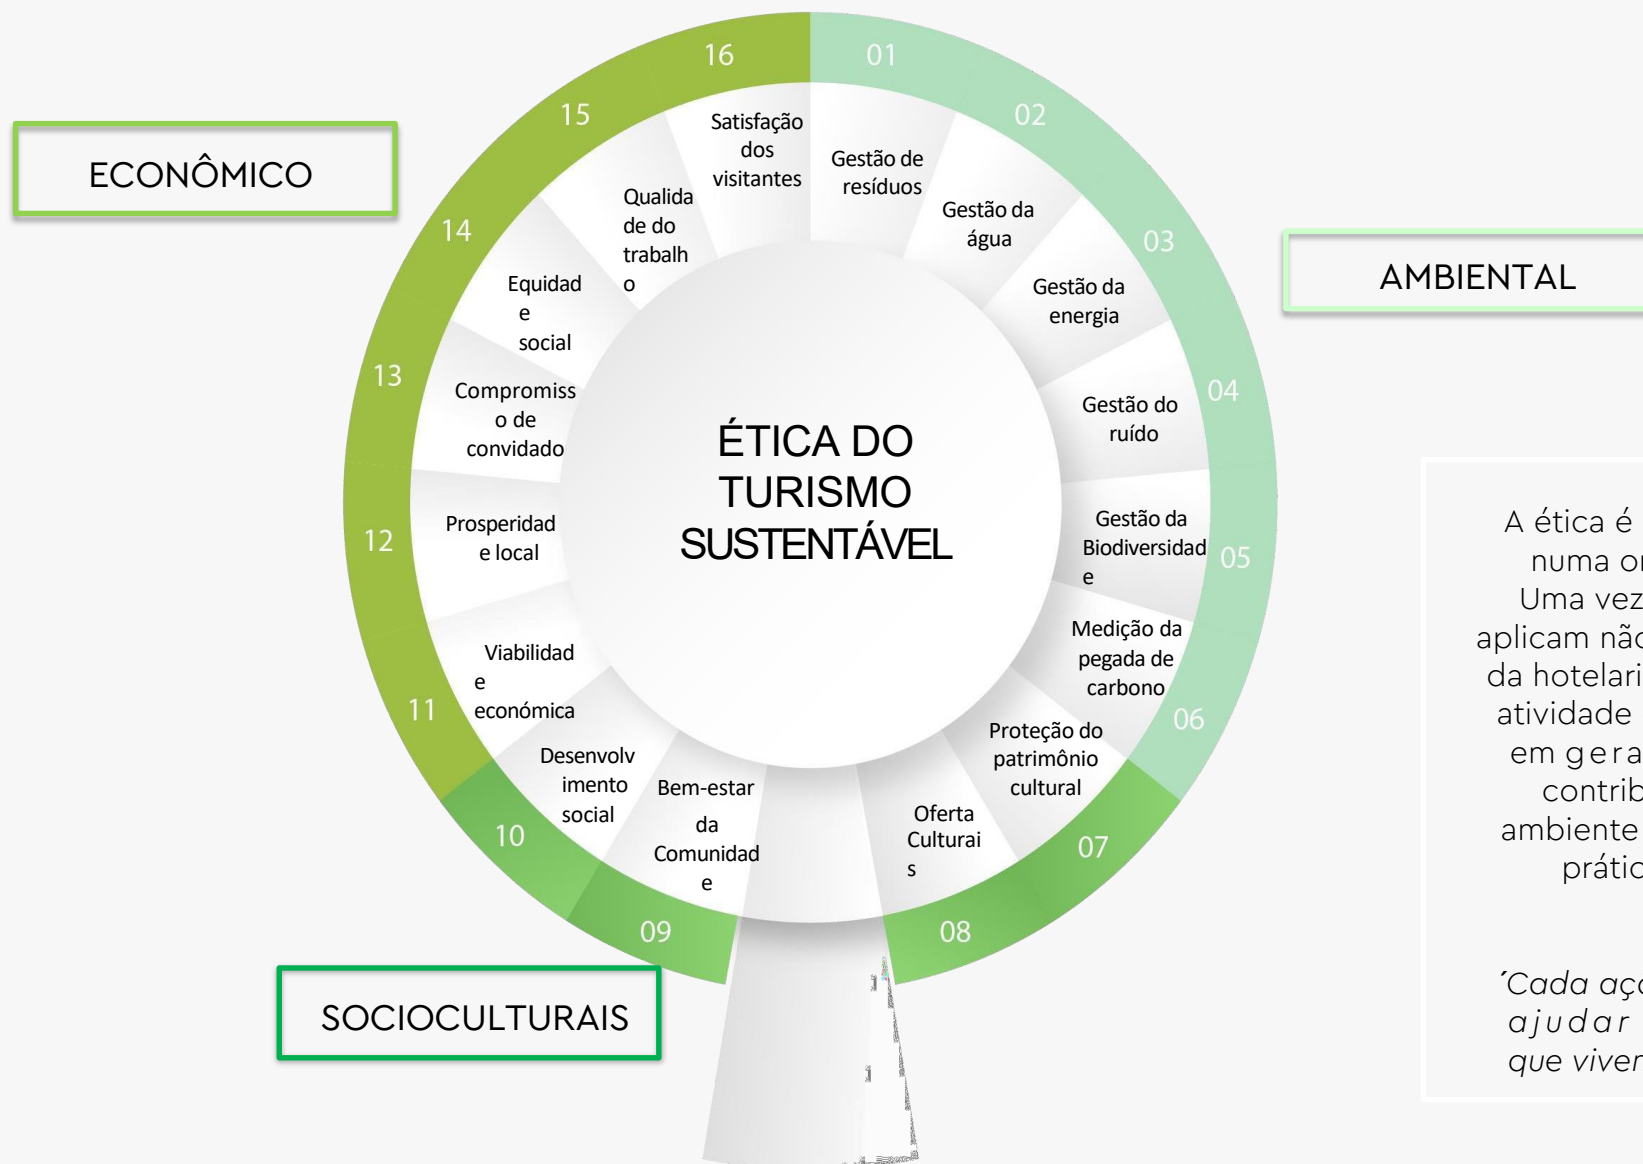 ECONÔMICO
AMBIENTAL
SOCIOCULTURAIS
ÉTICA DO
TURISMO
SUSTENTÁVEL
01
Gestão de
resíduos
02
Gestão da
água
03
Gestão da
energia
04
Gestão do
ruído
05
Gestão da
Biodiversidad
e
06
Medição da
pegada de
carbono
07
Proteção do
patrimônio
cultural
08
Oferta
Culturai
s
09
Bem-estar
da
Comunidad
e
10
Desenvolv
imento
social
11
Viabilidad
e
económica
12
Prosperidad
e local
13
Compromiss
o de
convidado
14
Equidad
e
social
15
Qualida
de do
trabalh
o
16
Satisfação
dos
visitantes
A ética é
numa or
Uma vez
aplicam não
da hotelari
atividade
em gera
contrib
ambiente
prátic
´Cada aço
ajudar
que viver